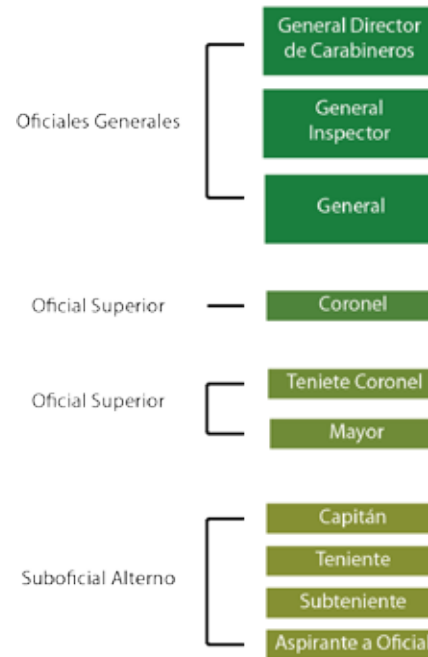 Oficiales Generales
General Director
de Carabineros
General
Inspector
General
Oficial Superior
Coronel
Oficial Superior
Teniete Coronel
Mayor
Suboficial Alterno
Capitán
Teniente
Subteniente
Aspirante a Oficial